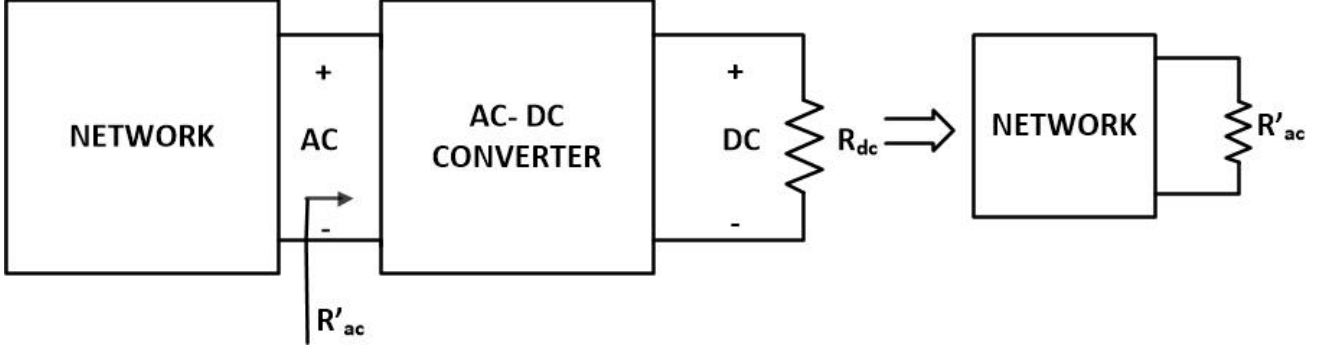 NETWORK
+
AC
-
R'ac
AC- DC
CONVERTER
+
DC
-
Rdc
NETWORK
R'ac